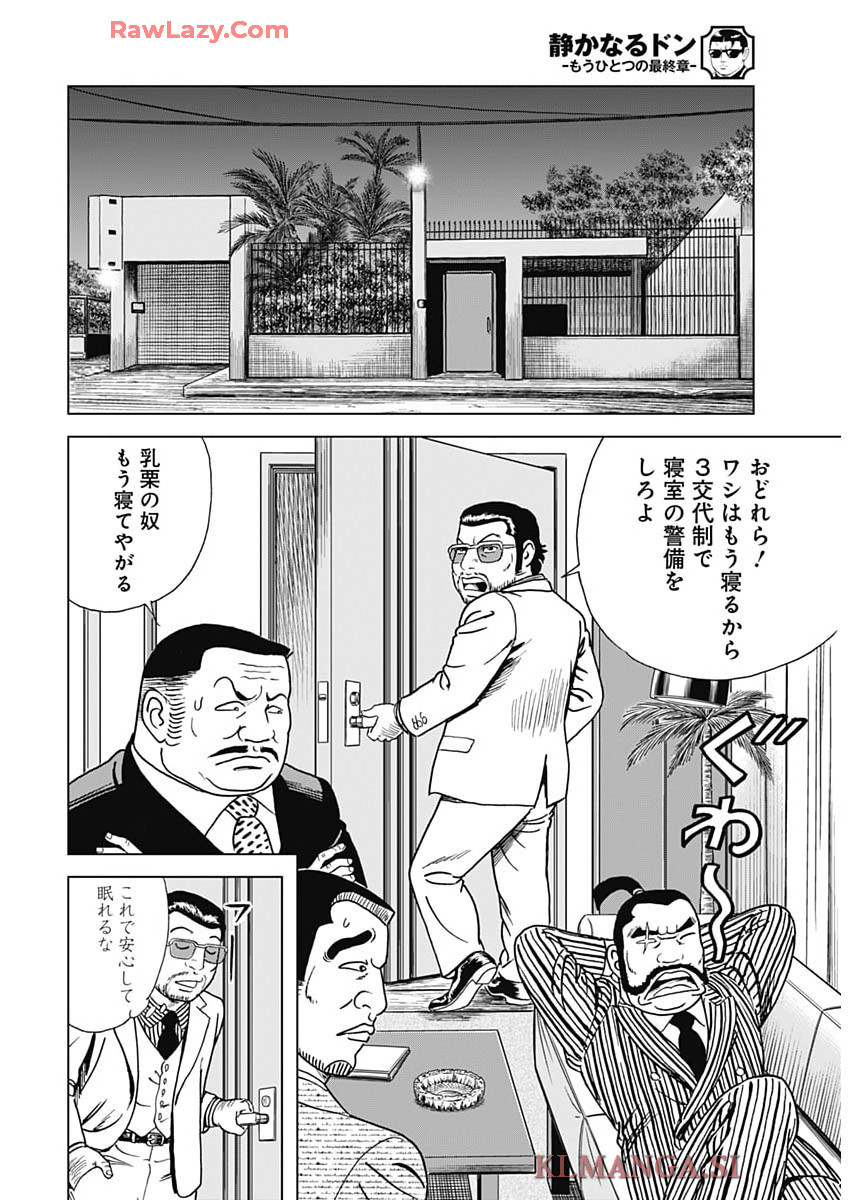 RawLazy.Com
静かなるドン
-もうひとつの最終章-
おどれら!
ワシはもう寝るから
3交代制で
寝室の警備を
しろよ
乳栗の奴
もう寝てやがる
ぐわ〜
フ
これで安心して
眠れるな
KLMANGA.SI